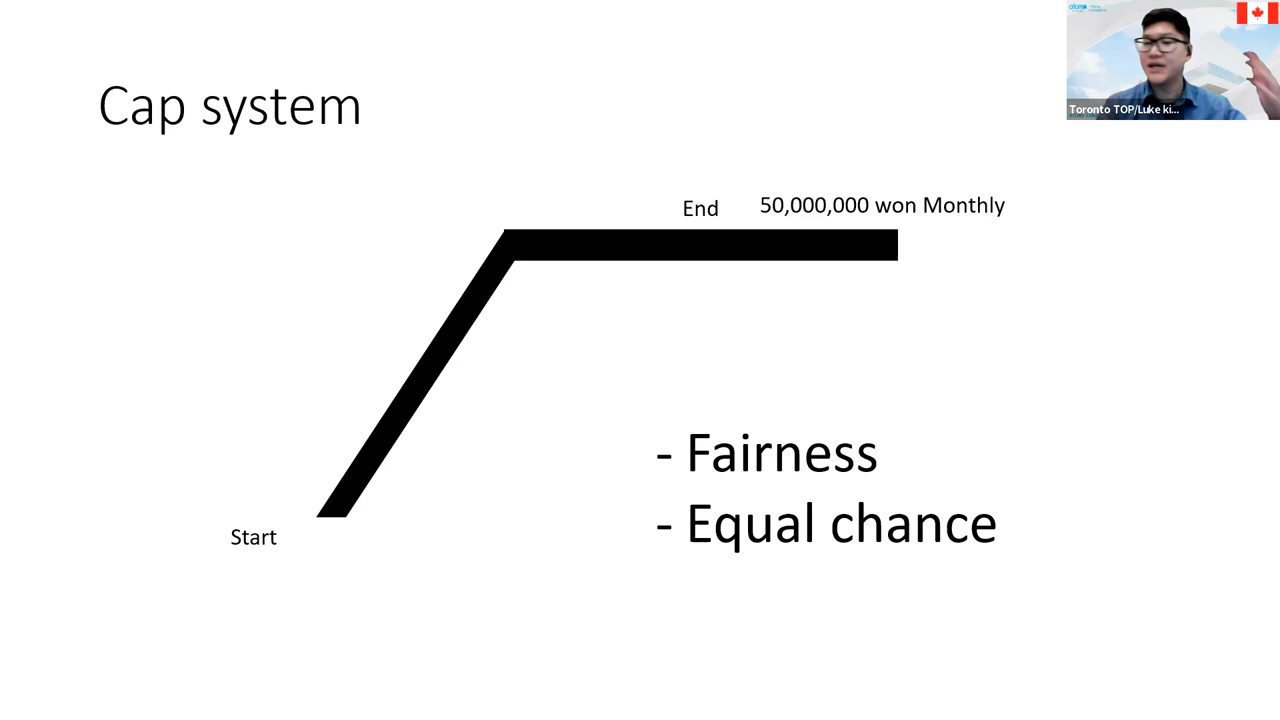 Cap system
Toronto TOP/Luke ki...
End
50,000,000 won Monthly
- Fairness
- Equal chance
Start